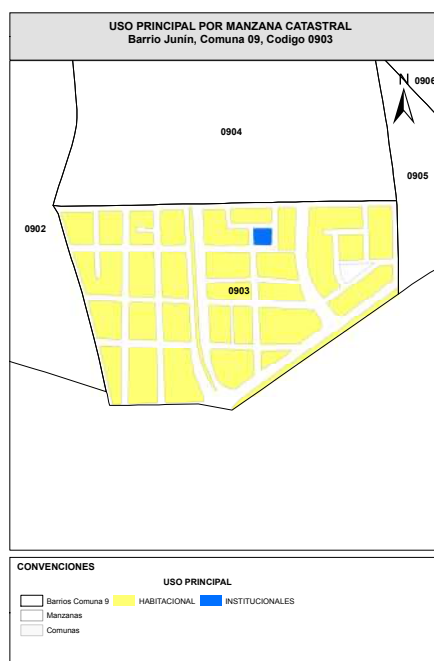 USO PRINCIPAL POR MANZANA CATASTRAL
Barrio Junín, Comuna 09, Codigo 0903
N
0906
0904
0905
0902
0903
CONVENCIONES
USO PRINCIPAL
Barrios Comuna 9 HABITACIONAL INSTITUCIONALES
Manzanas
Comunas